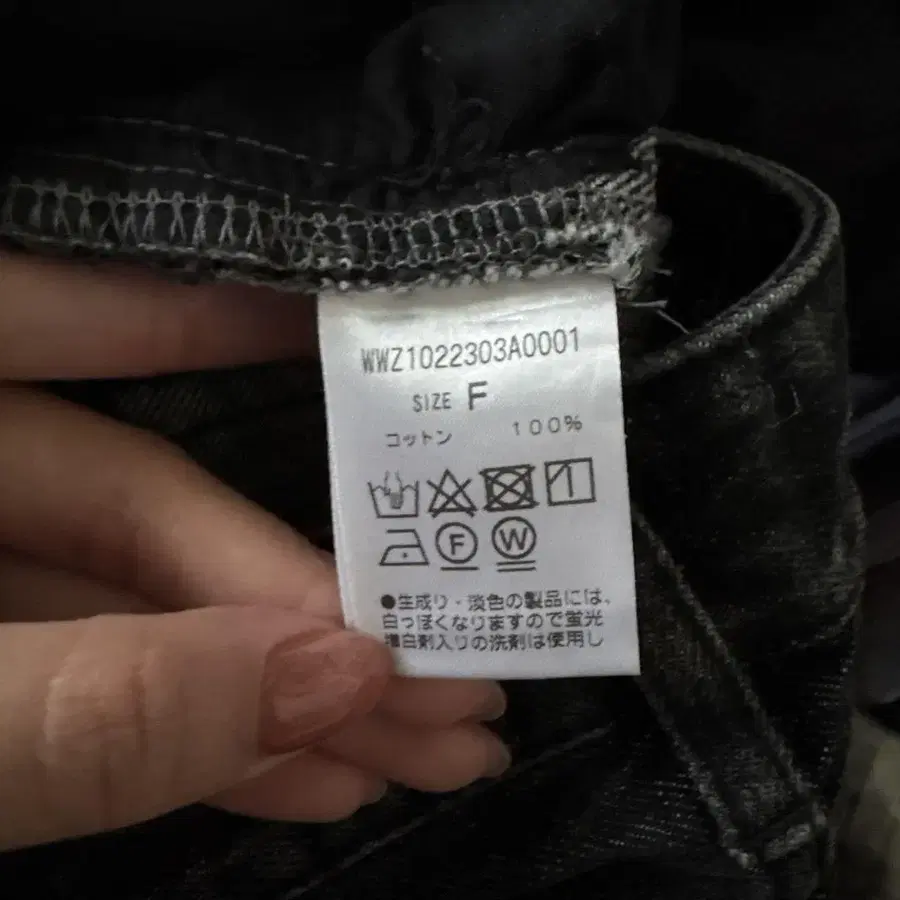 WWZ1022303A0001
SIZE F
コットン 100%
F W
●生成り・淡色の製品には、
白っぽくなりますので蛍光
増白剤入りの洗剤は使用し